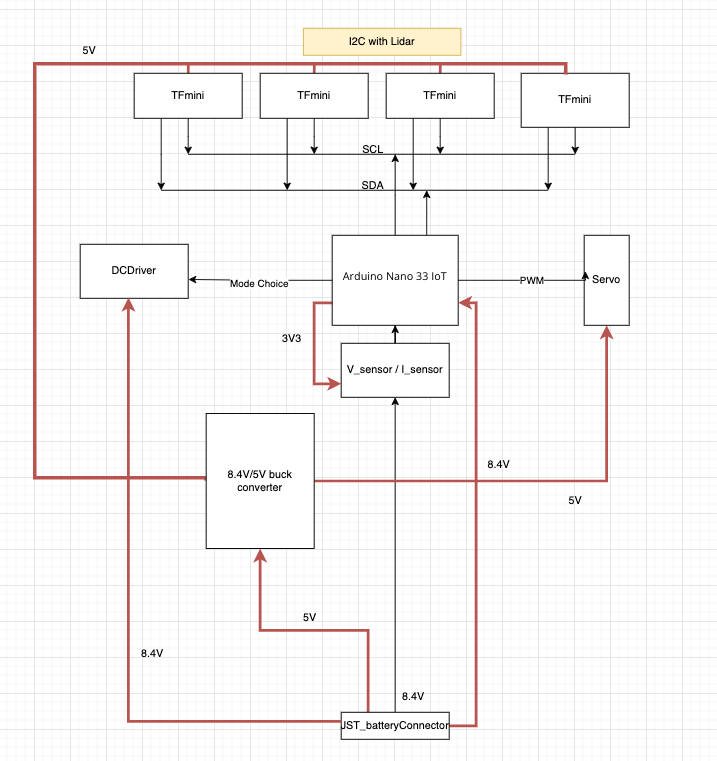 I2C with Lidar
5V
TFmini
TFmini
TFmini
TFmini
SCL
SDA
DCDriver
Mode Choice
Arduino Nano 33 IoT
PWM
Servo
3V3
V_sensor / I_sensor
8.4V/5V buck
converter
8.4V
5V
5V
8.4V
8.4V
JST_batteryConnector